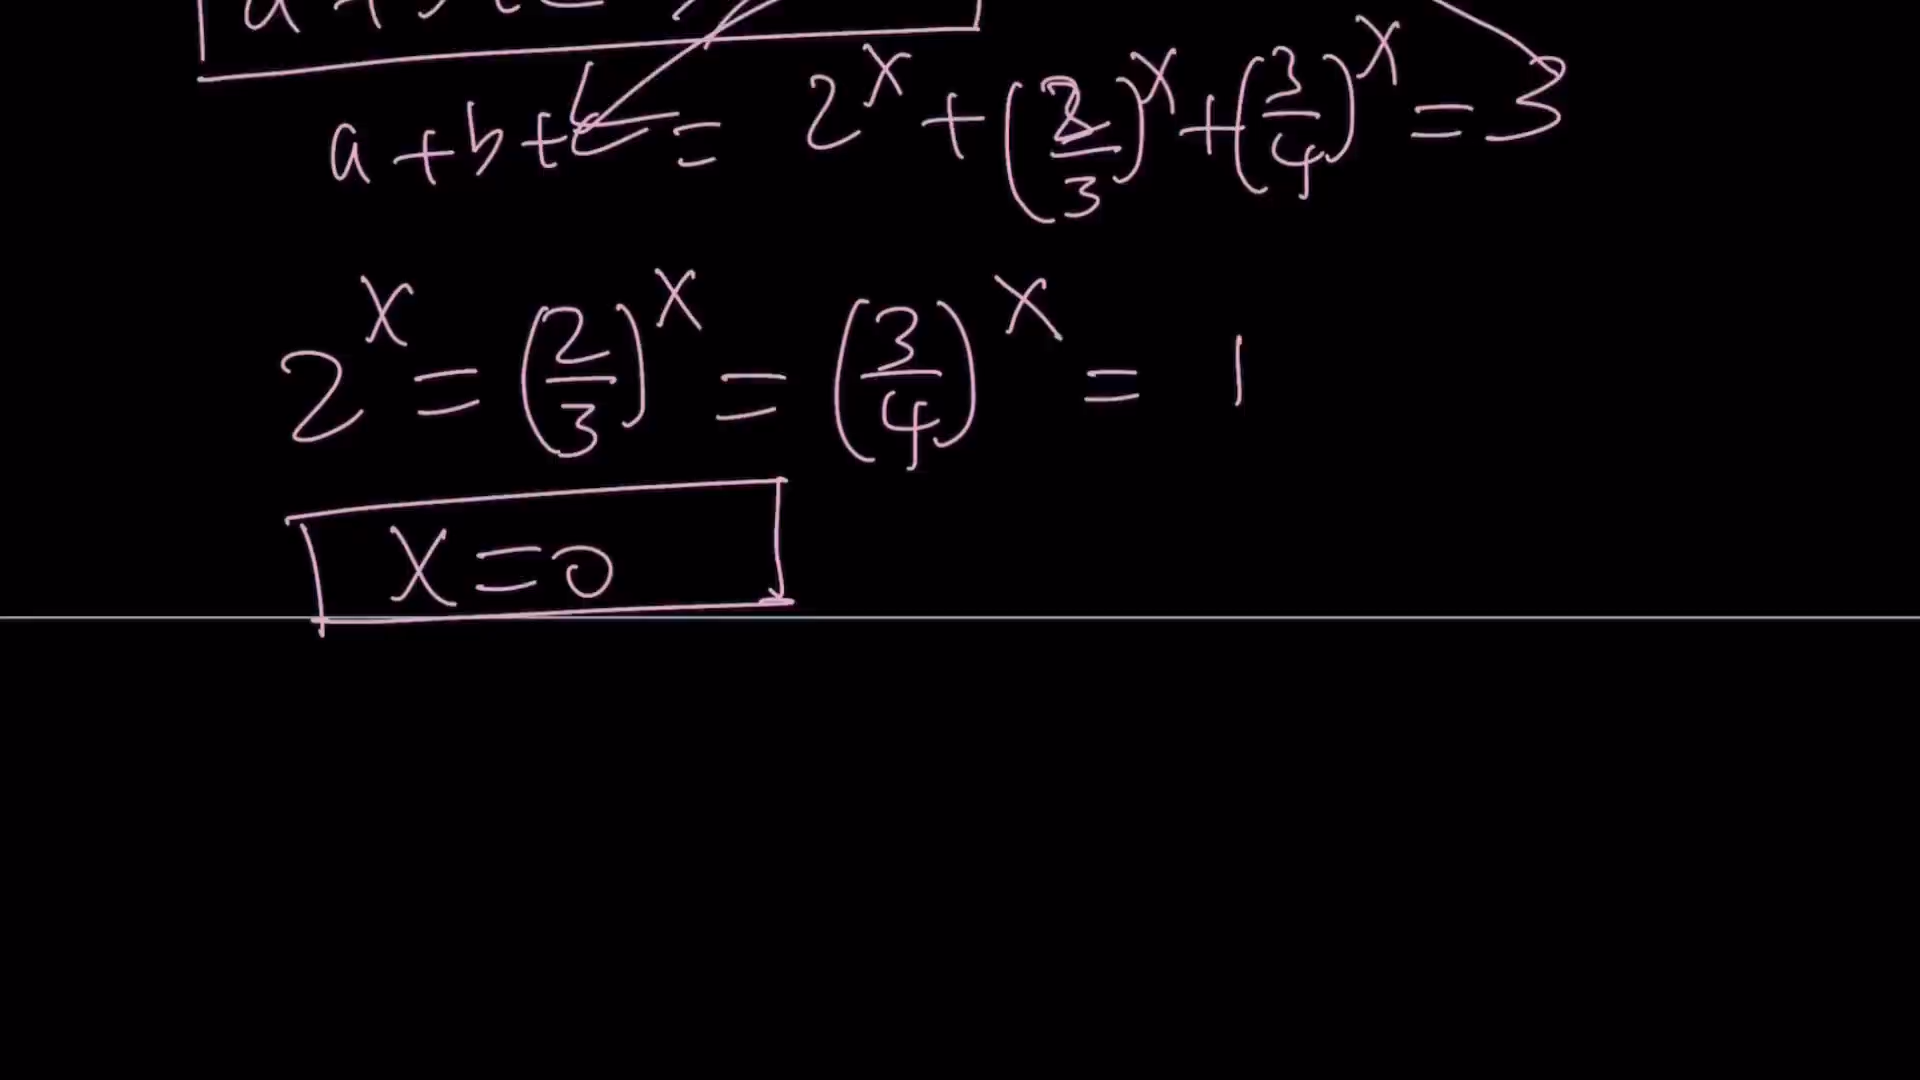 a + b + c = 2^x + (2/3)^x + (3/4)^x = 3
2^x = (2/3)^x = (3/4)^x = 1
x = 0